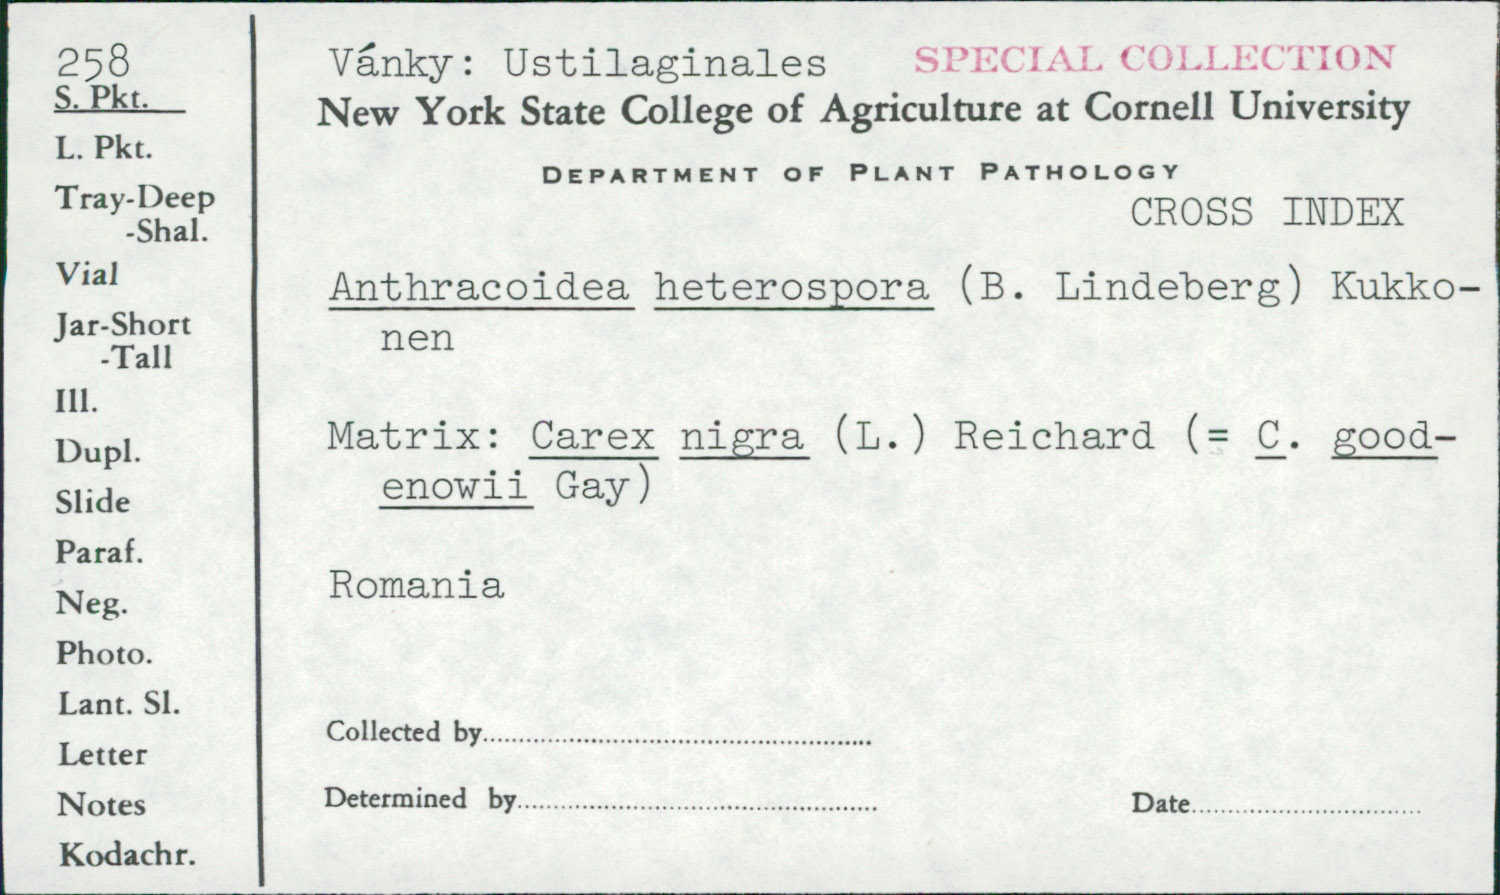 258
S. Pkt.
L. Pkt.
Tray-Deep
-Shal.
Vial
Jar-Short
-Tall
Ill.
Dupl.
Slide
Paraf.
Neg.
Photo.
Lant. Sl.
Letter
Notes
Kodachr.
Vánky: Ustilaginales SPECIAL COLLECTION
New York State College of Agriculture at Cornell University
DEPARTMENT OF PLANT PATHOLOGY
CROSS INDEX
Anthracoidea heterospora (B. Lindeberg) Kukko-
nen
Matrix: Carex nigra (L.) Reichard (= C. good-
enowii Gay)
Romania
Collected by
Determined by
Date